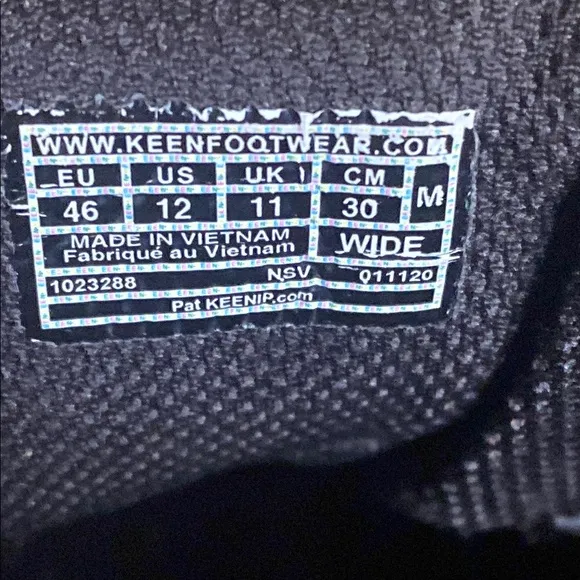 WWW.KEENFOOTWEAR.COM
EU US UK CM M
46 12 11 30
MADE IN VIETNAM WIDE
Fabriqué au Vietnam
1023288 NSV 011120
Pat KEENIP.com